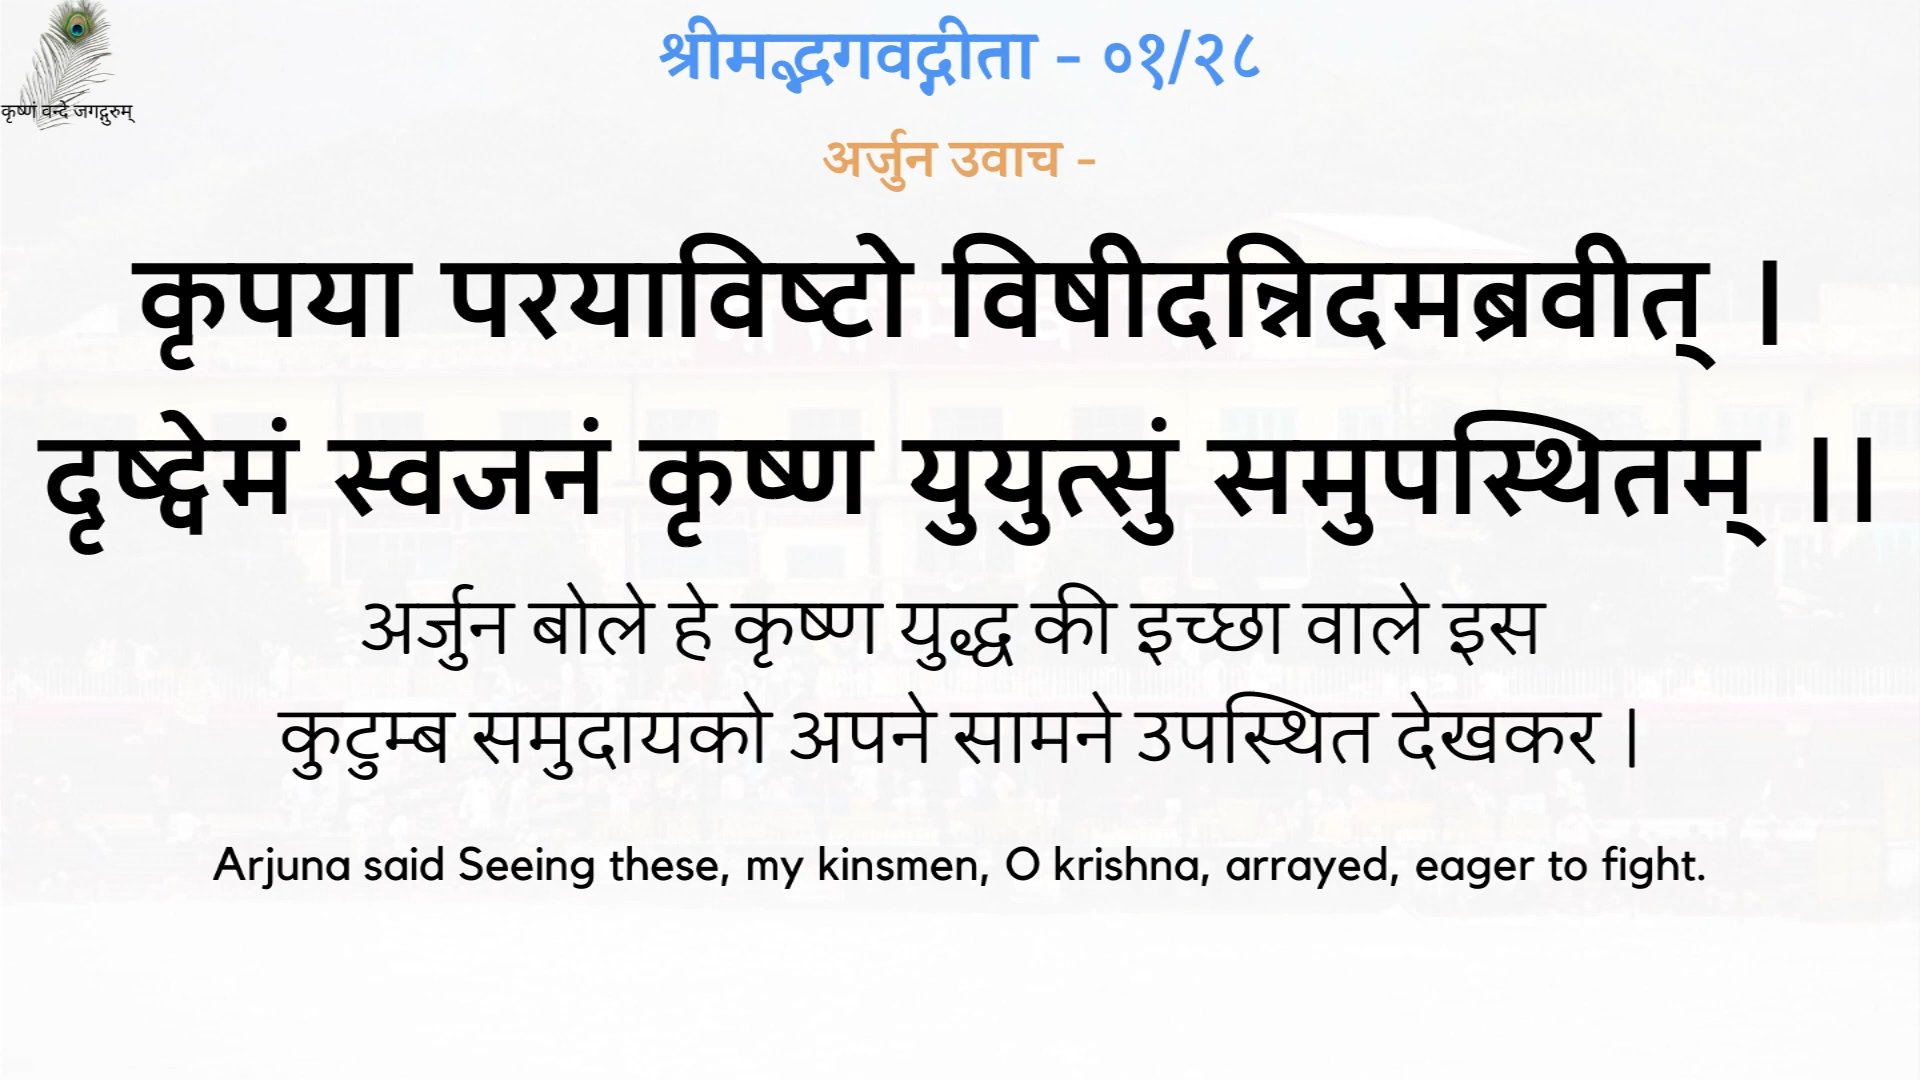 कृष्णं वन्दे जगद्गुरुम्
श्रीमद्भगवद्गीता - ०१/२८
अर्जुन उवाच -
कृपया परयाविष्टो विषीदन्निदमब्रवीत् ।
दृष्ट्वेमं स्वजनं कृष्ण युयुत्सुं समुपस्थितम् ।।
अर्जुन बोले हे कृष्ण युद्ध की इच्छा वाले इस
कुटुम्ब समुदायको अपने सामने उपस्थित देखकर |
Arjuna said Seeing these, my kinsmen, O krishna, arrayed, eager to fight.